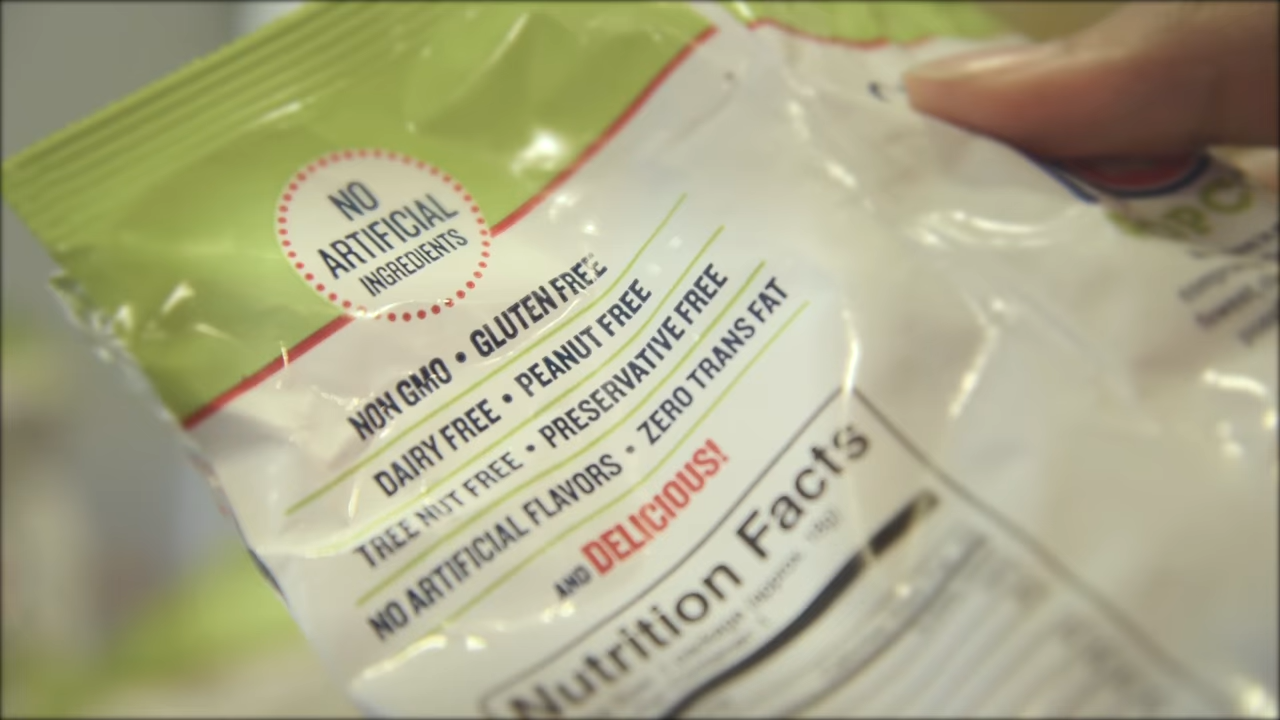 NO
ARTIFICIAL
INGREDIENTS
NON GMO • GLUTEN FREE
DAIRY FREE • PEANUT FREE
TREE NUT FREE • PRESERVATIVE FREE
NO ARTIFICIAL FLAVORS • ZERO TRANS FAT
AND DELICIOUS!
Nutrition Facts